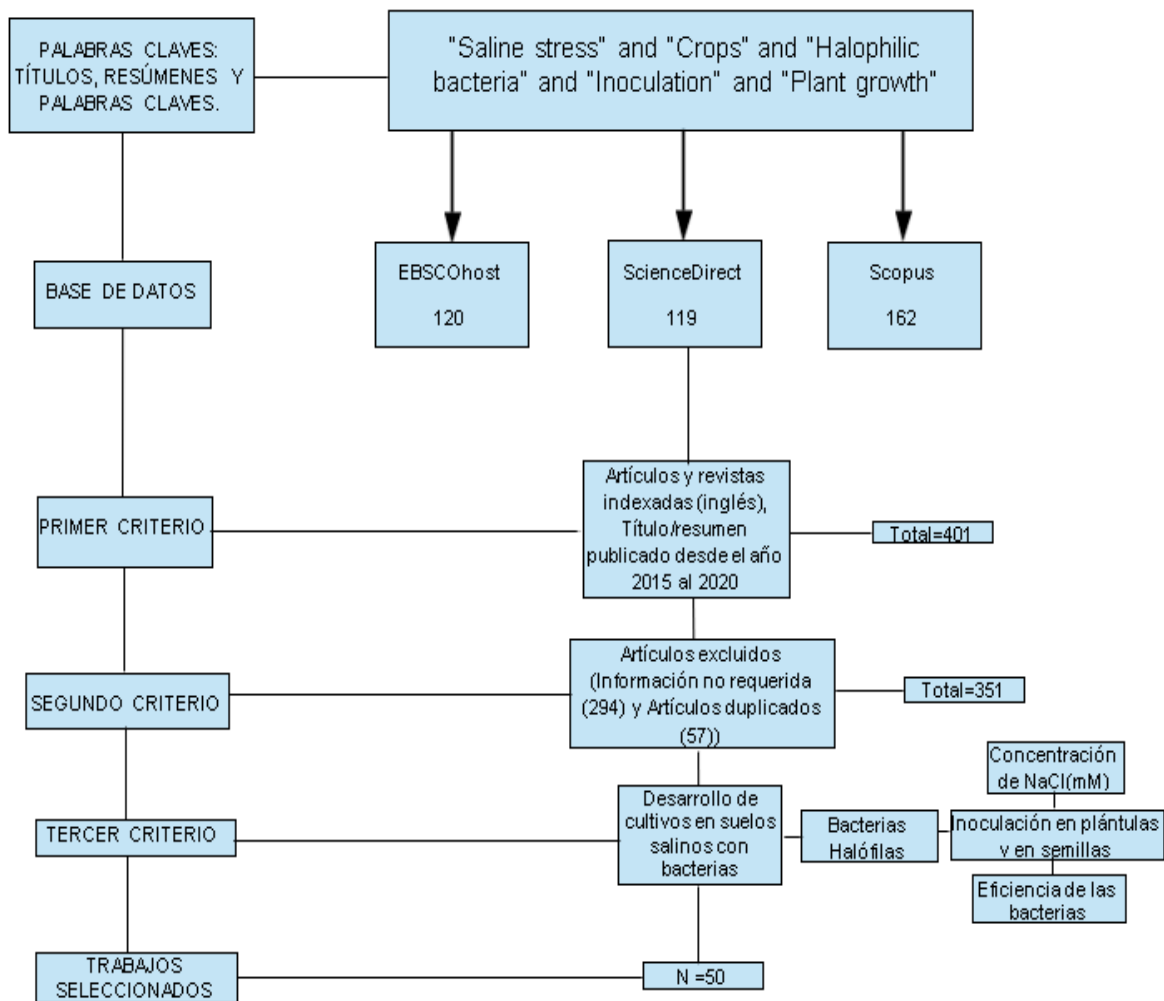 PALABRAS CLAVES:
TÍTULOS, RESÚMENES Y
PALABRAS CLAVES.
"Saline stress" and "Crops" and "Halophilic
bacteria" and "Inoculation" and "Plant growth"
BASE DE DATOS
EBSCOhost
120
ScienceDirect
119
Scopus
162
PRIMER CRITERIO
Artículos y revistas
indexadas (inglés),
Título/resumen
publicado desde el año
2015 al 2020
Total=401
SEGUNDO CRITERIO
Artículos excluidos
(Información no requerida
(294) y Artículos duplicados
(57))
Total=351
TERCER CRITERIO
Desarrollo de
cultivos en suelos
salinos con
bacterias
Bacterias
Halófilas
Concentración
de NaCl(mM)
Inoculación en plántulas
y en semillas
Eficiencia de las
bacterias
TRABAJOS
SELECCIONADOS
N =50